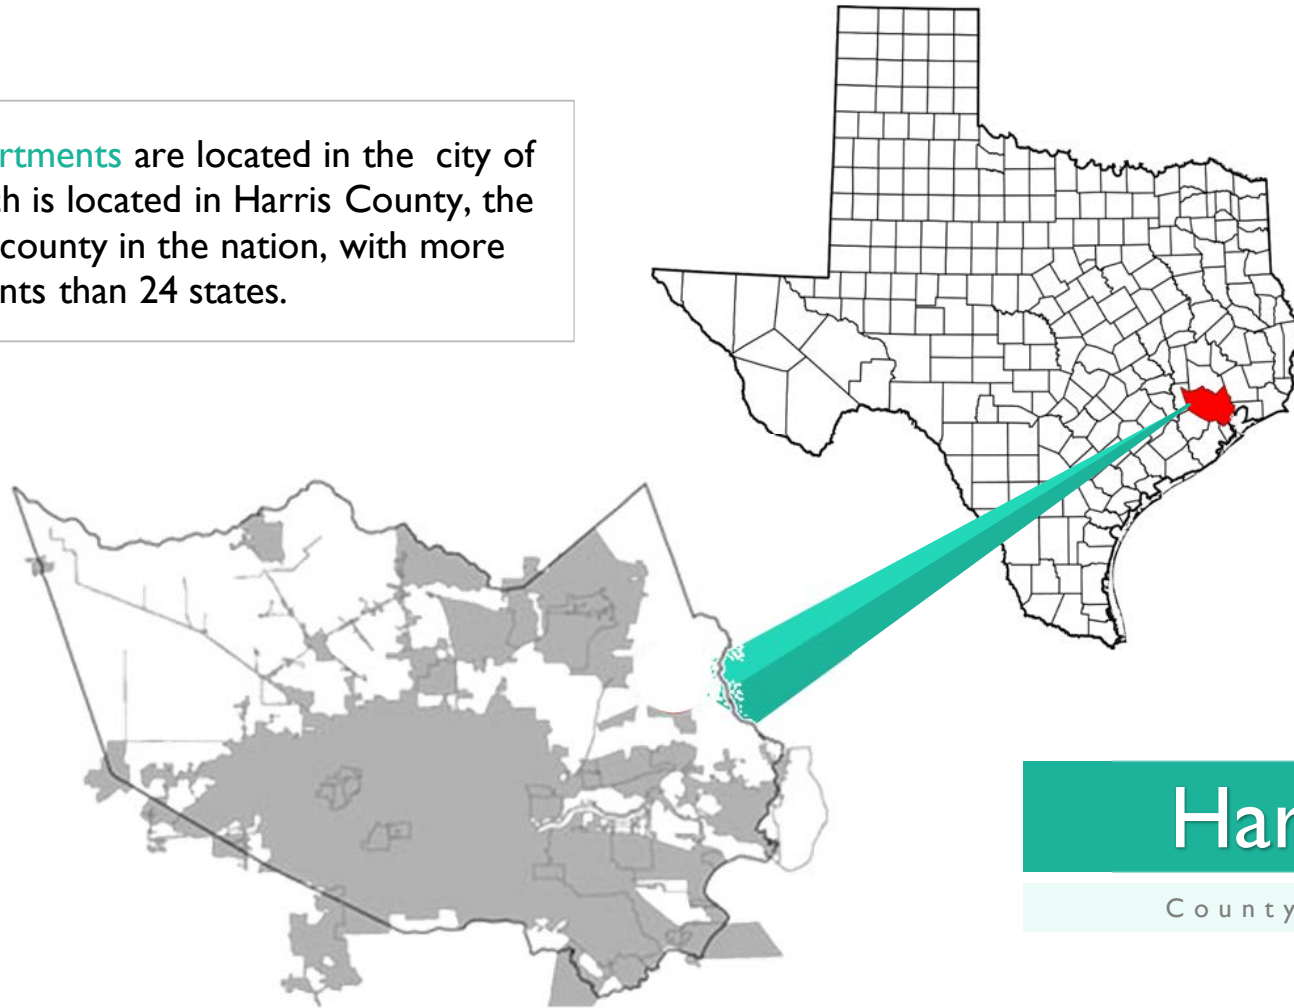 rtments are located in the city of
h is located in Harris County, the
county in the nation, with more
nts than 24 states.
Har
County